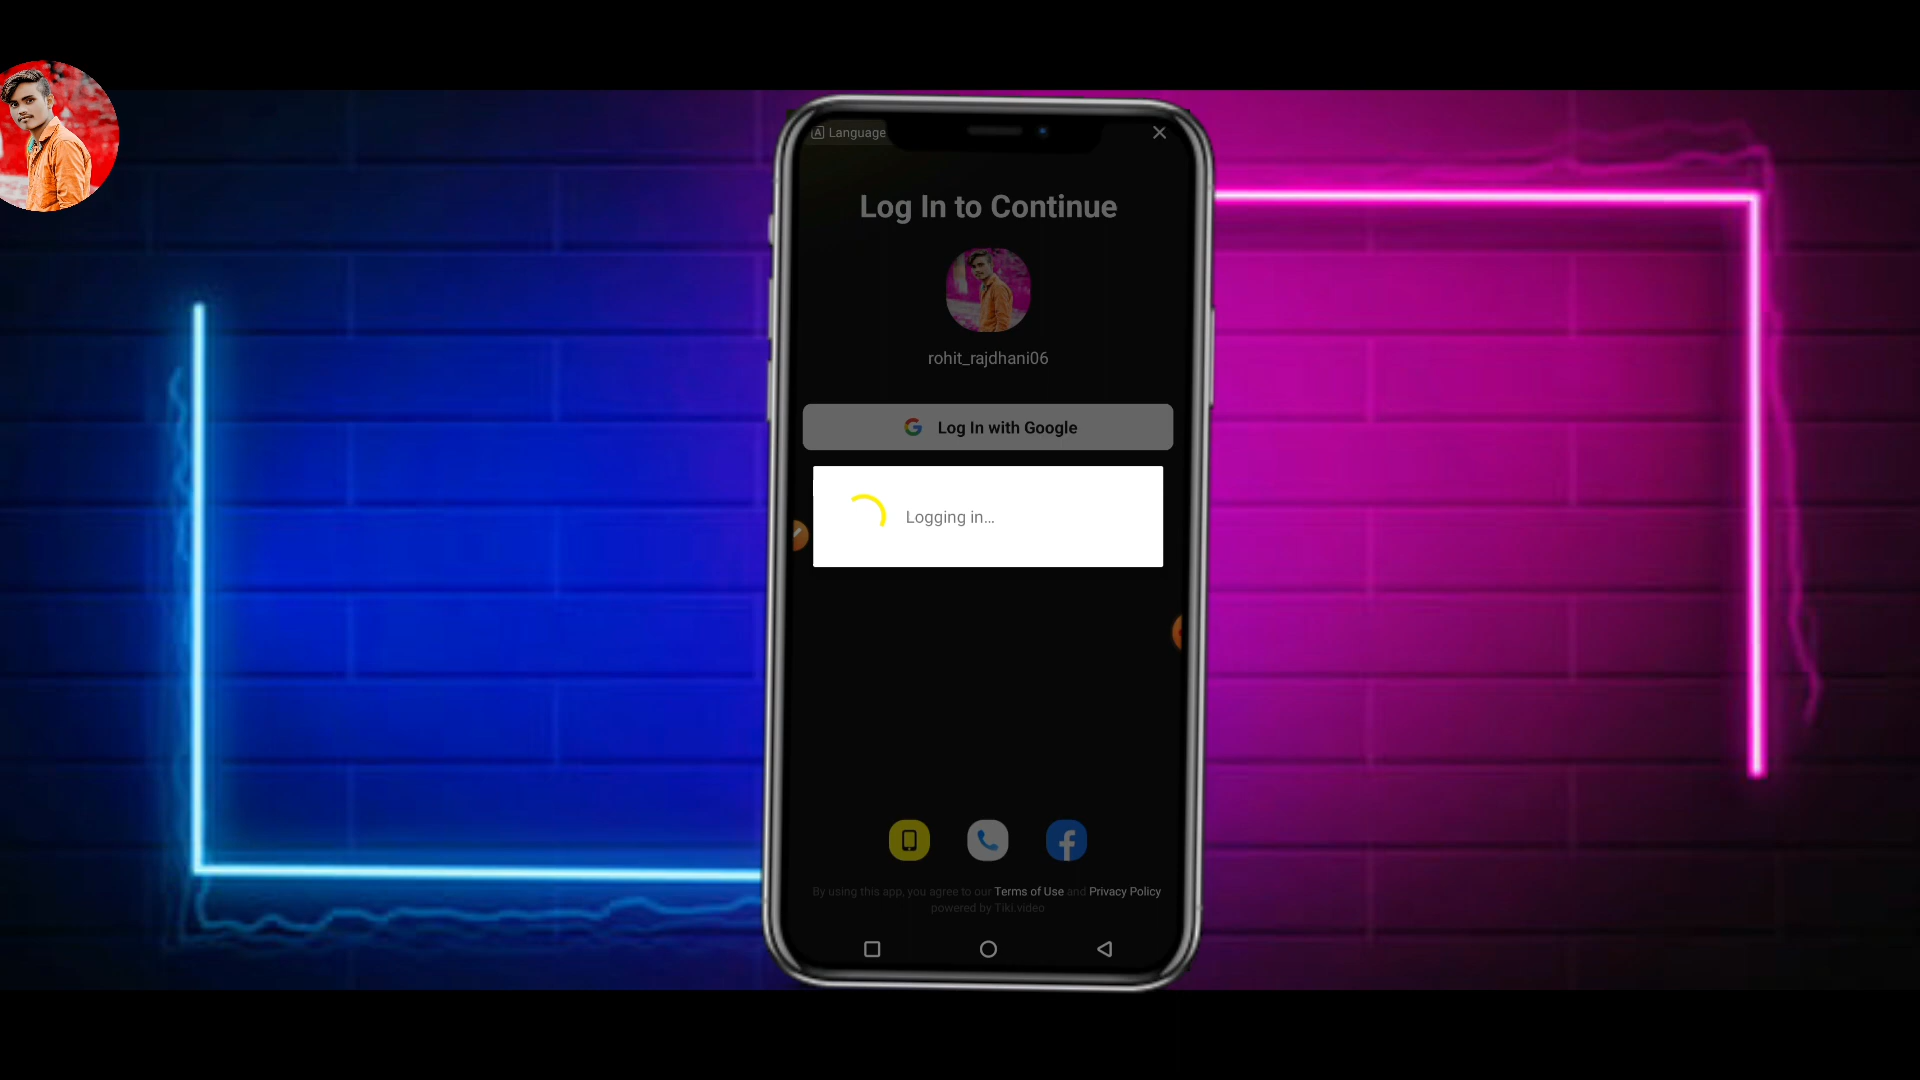 Language
Log In to Continue
rohit_rajdhani06
Log In with Google
Logging in...
By using this app, you agree to our Terms of Use and Privacy Policy
powered by Tiki.video